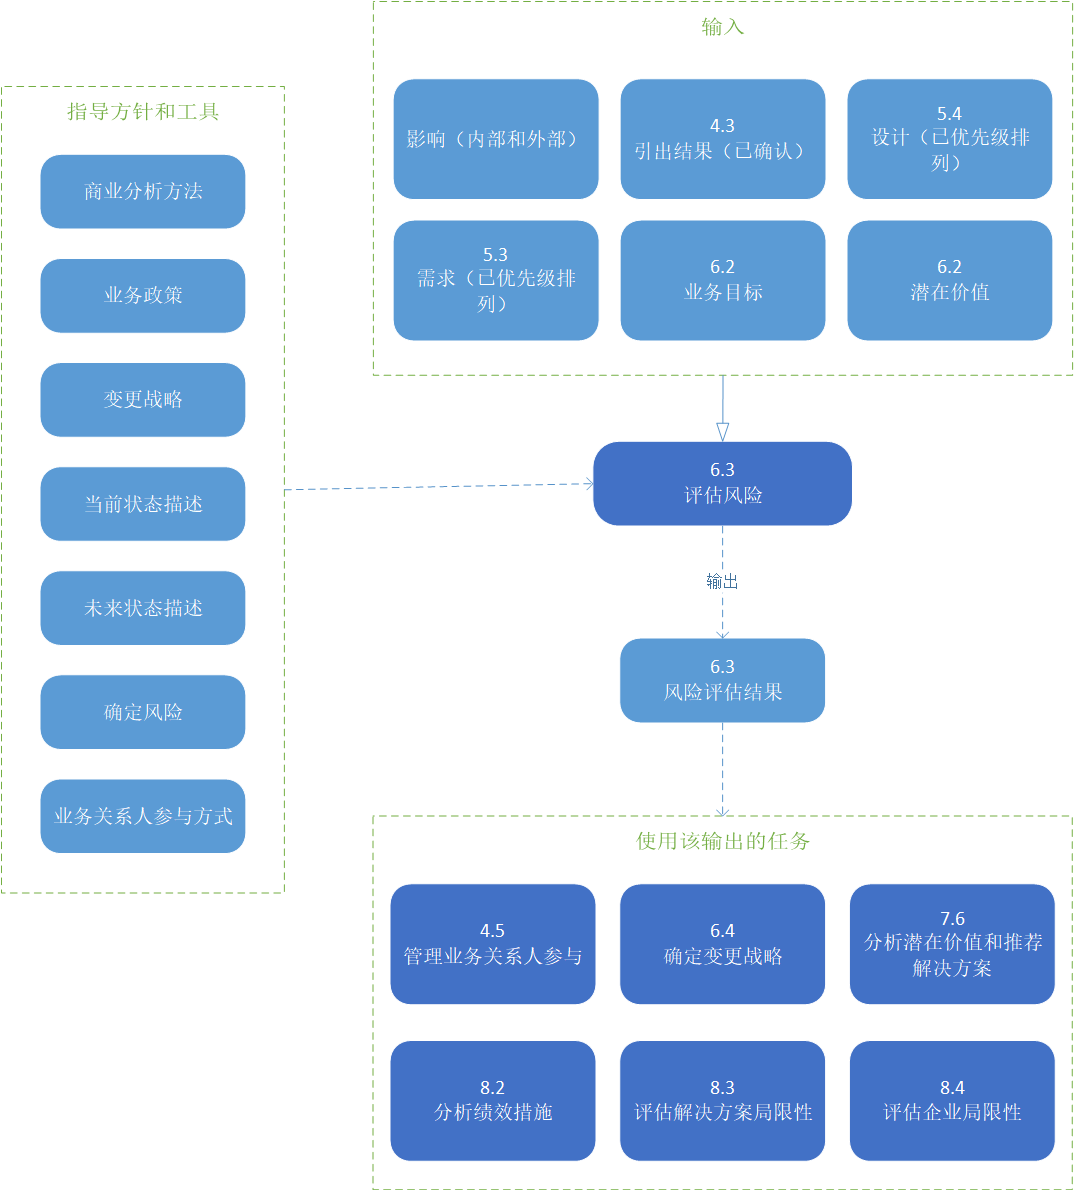 输入
影响（内部和外部）
4.3
引出结果（已确认）
5.4
设计（已优先级排
列）
5.3
需求（已优先级排
列）
6.2
业务目标
6.2
潜在价值
指导方针和工具
商业分析方法
业务政策
变更战略
当前状态描述
未来状态描述
确定风险
业务关系人参与方式
6.3
评估风险
输出
6.3
风险评估结果
使用该输出的任务
4.5
管理业务关系人参与
6.4
确定变更战略
7.6
分析潜在价值和推荐
解决方案
8.2
分析绩效措施
8.3
评估解决方案局限性
8.4
评估企业局限性